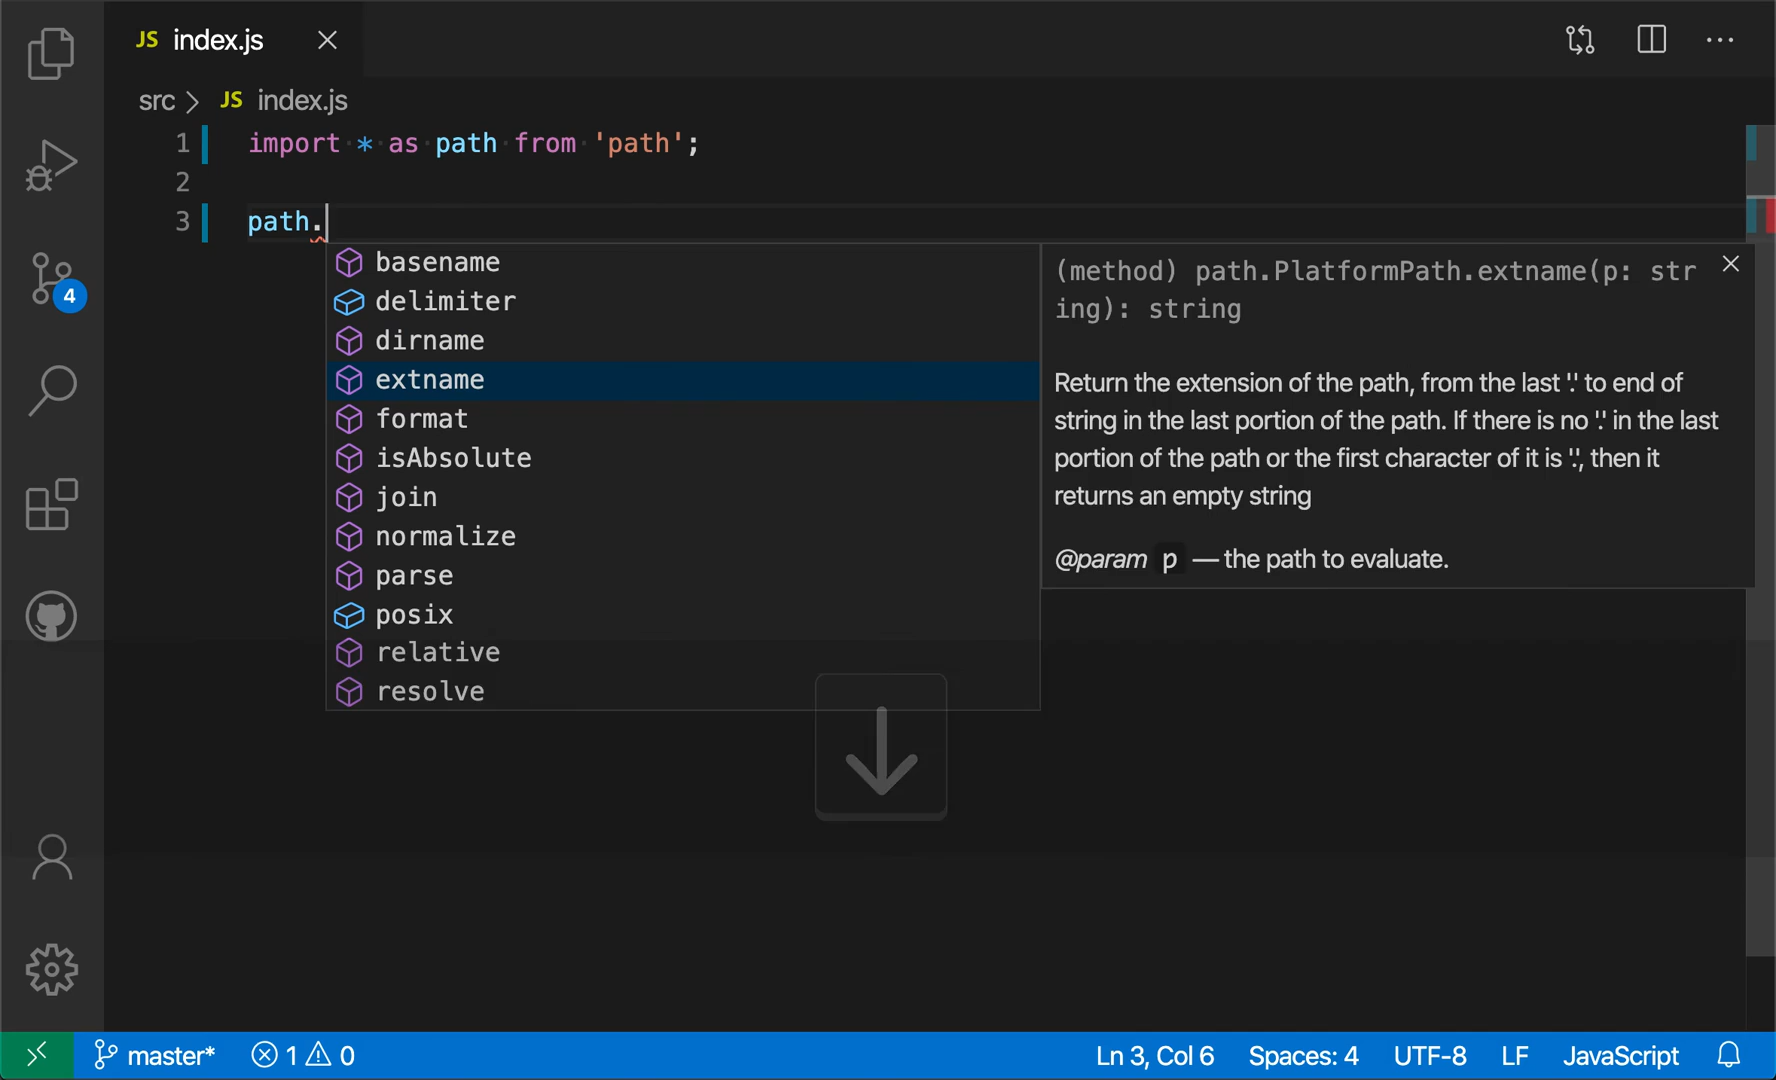 JS index.js
src > JS index.js
1 import * as path from 'path';
2
3 path.
4
basename
delimiter
dirname
extname
format
isAbsolute
join
normalize
parse
posix
relative
resolve
(method) path.PlatformPath.extname(p: str
ing): string
Return the extension of the path, from the last '.' to end of
string in the last portion of the path. If there is no '.' in the last
portion of the path or the first character of it is '.', then it
returns an empty string
@param p — the path to evaluate.
master* 1 0 Ln 3, Col 6 Spaces: 4 UTF-8 LF JavaScript